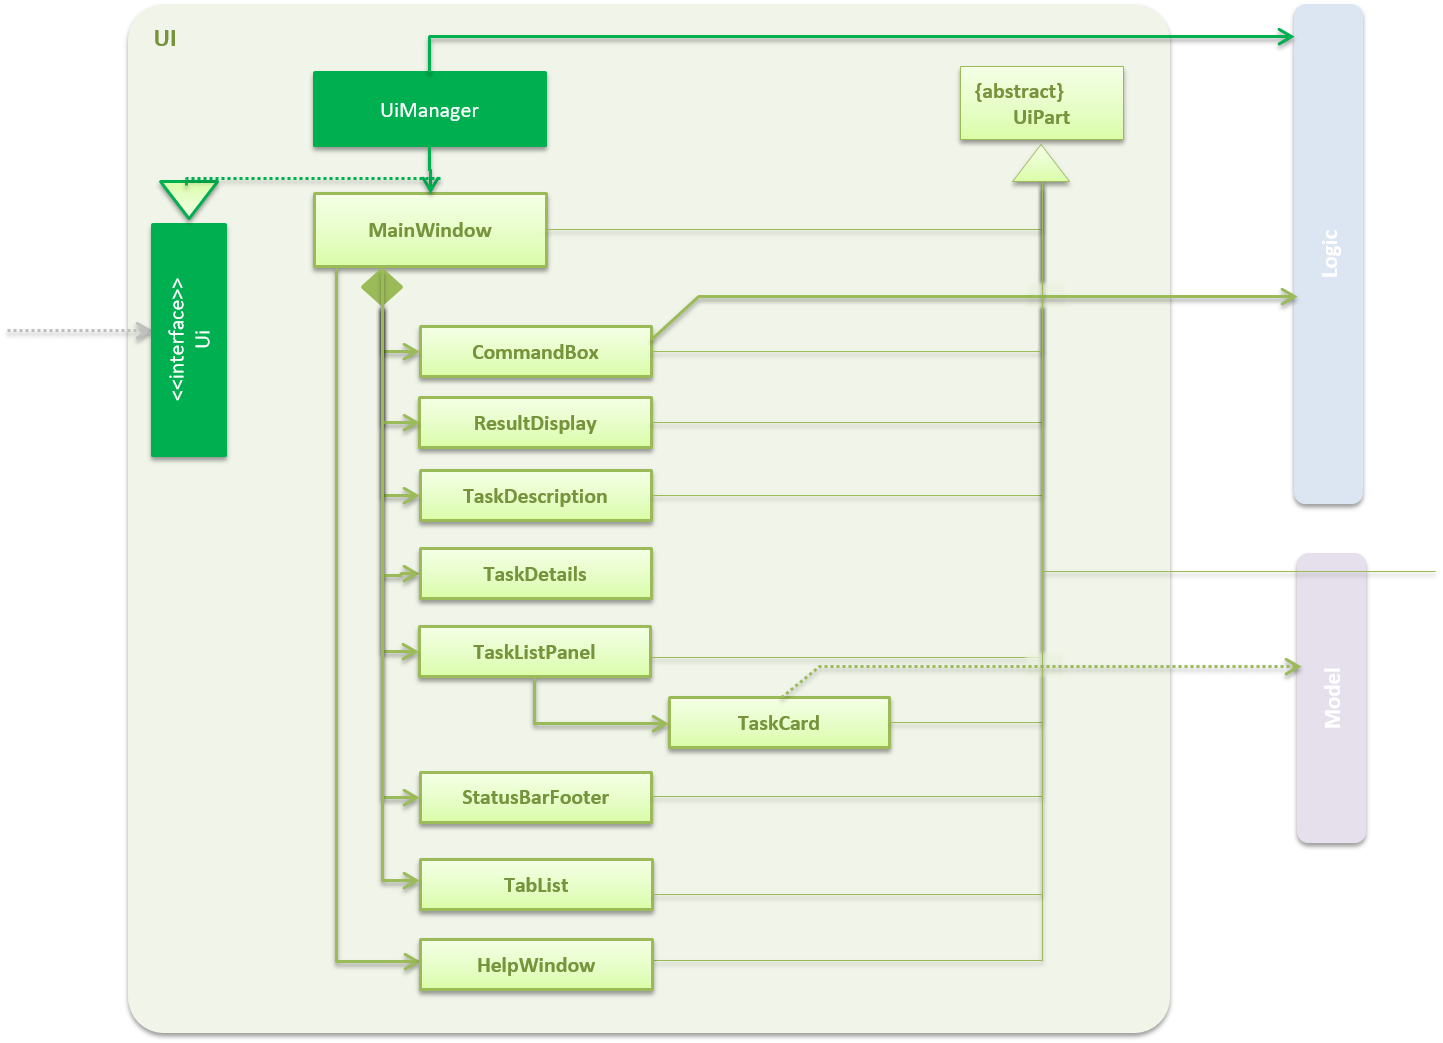 UI
UiManager
{abstract}
UiPart
MainWindow
<<interface>>
Ui
Logic
CommandBox
ResultDisplay
TaskDescription
TaskDetails
TaskListPanel
TaskCard
Model
StatusBarFooter
TabList
HelpWindow